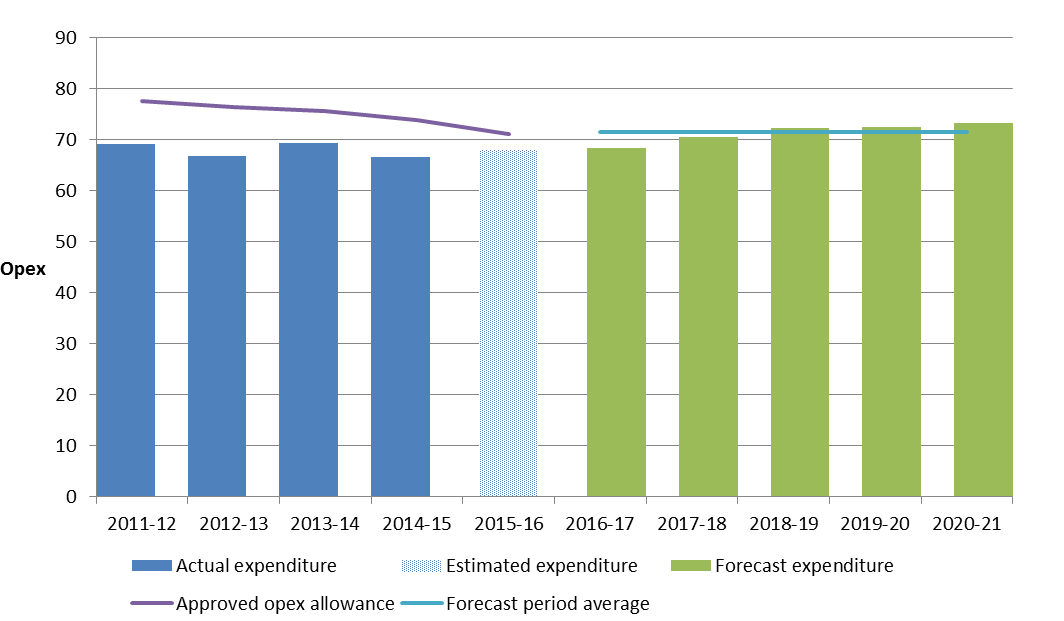 90
80
70
60
50
40
30
20
10
0
Opex
2011-12 2012-13 2013-14 2014-15 2015-16 2016-17 2017-18 2018-19 2019-20 2020-21
Actual expenditure Estimated expenditure Forecast expenditure
Approved opex allowance Forecast period average